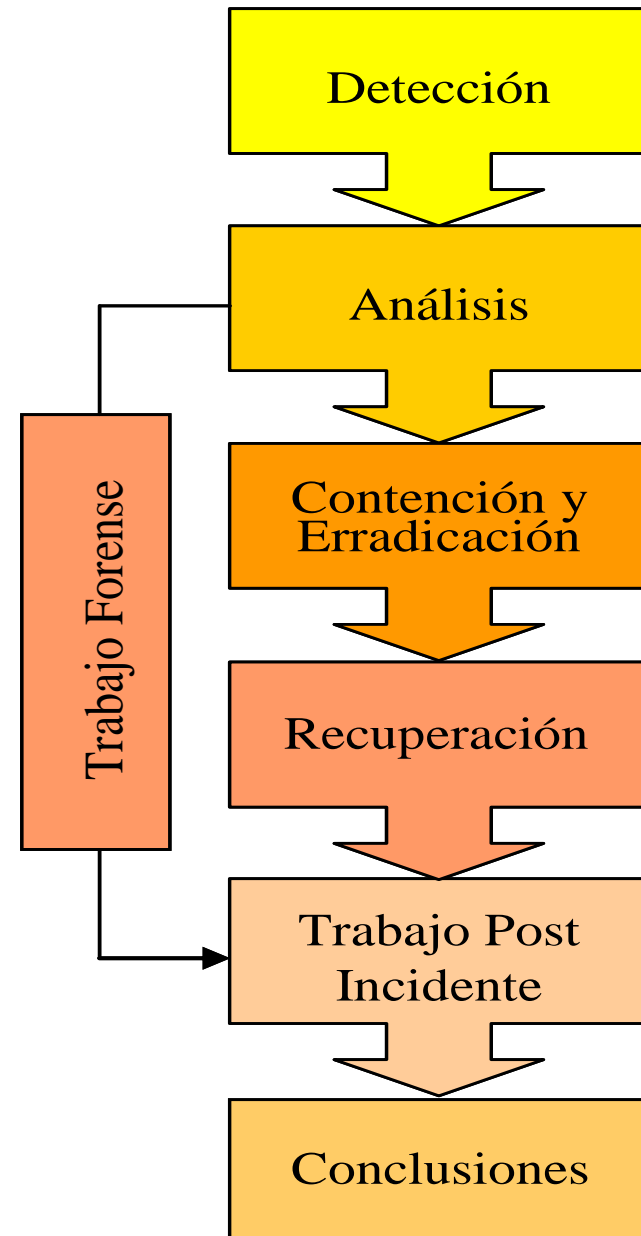 Detección
Análisis
Contención y
Erradicación
Trabajo Forense
Recuperación
Trabajo Post
Incidente
Conclusiones